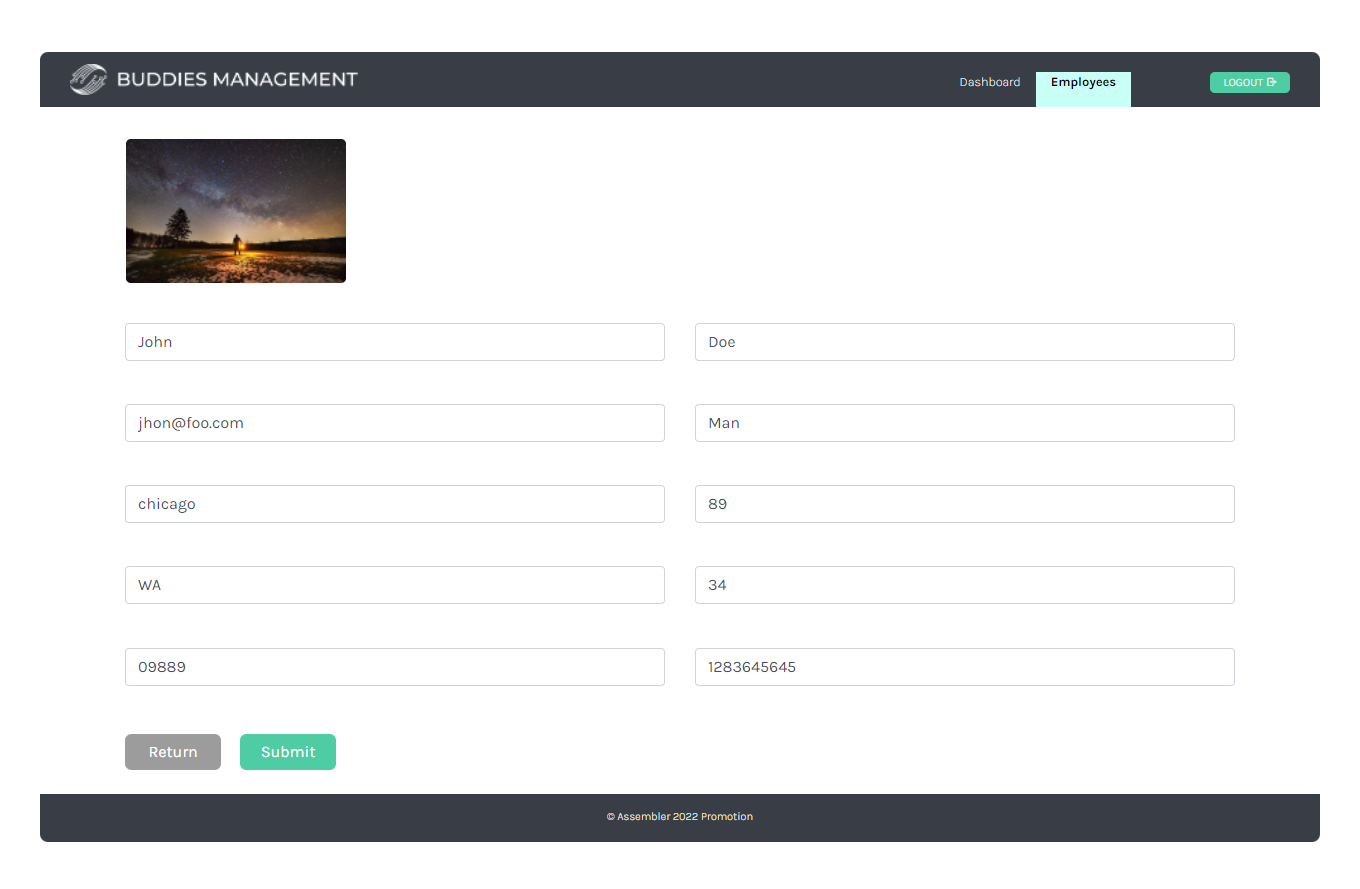 BUDDIES MANAGEMENT
Dashboard Employees LOGOUT
John Doe
jhon@foo.com Man
chicago 89
WA 34
09889 1283645645
Return Submit
© Assembler 2022 Promotion